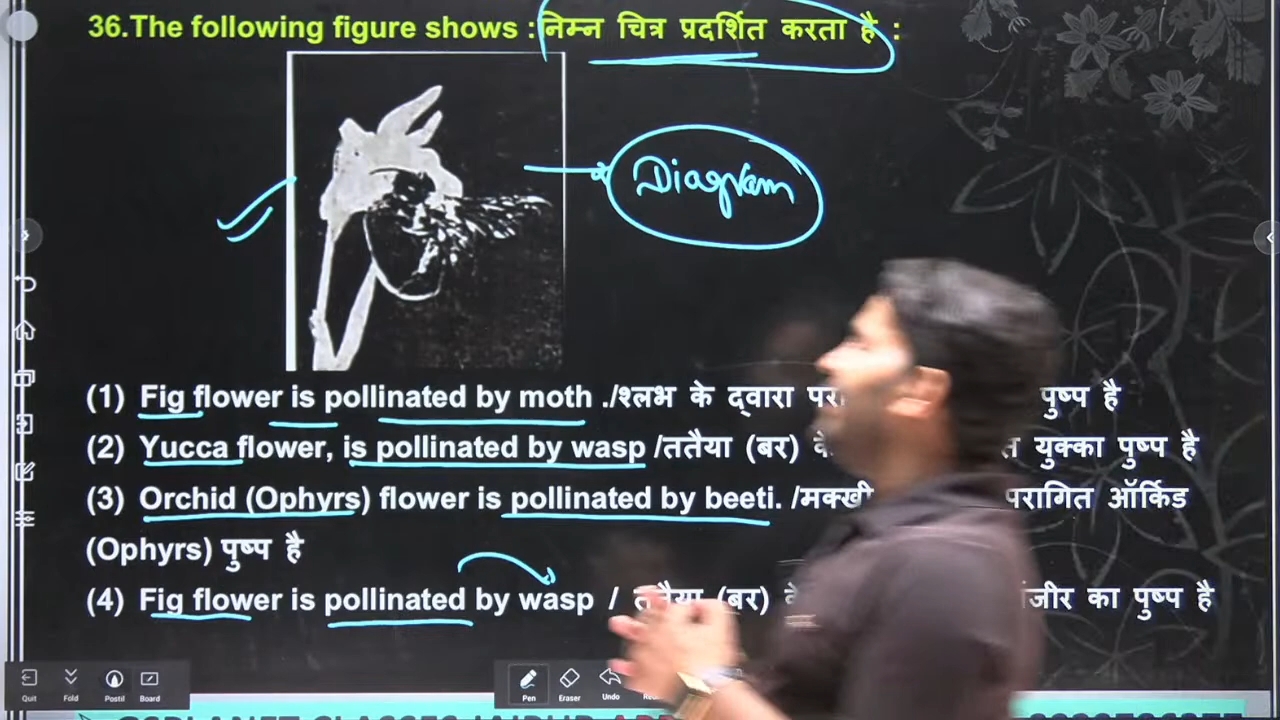 36.The following figure shows : निम्न चित्र प्रदर्शित करता है :
Diagram
(1) Fig flower is pollinated by moth ./श्लभ के द्वारा पुष्प है
(2) Yucca flower, is pollinated by wasp /ततैया (बर) युक्का पुष्प है
(3) Orchid (Ophyrs) flower is pollinated by beeti. /मक्खी परागित ऑर्किड
(Ophyrs) पुष्प है
(4) Fig flower is pollinated by wasp / ततैया (बर) का पुष्प है
Quit Fold Postil Board Pen Eraser Undo